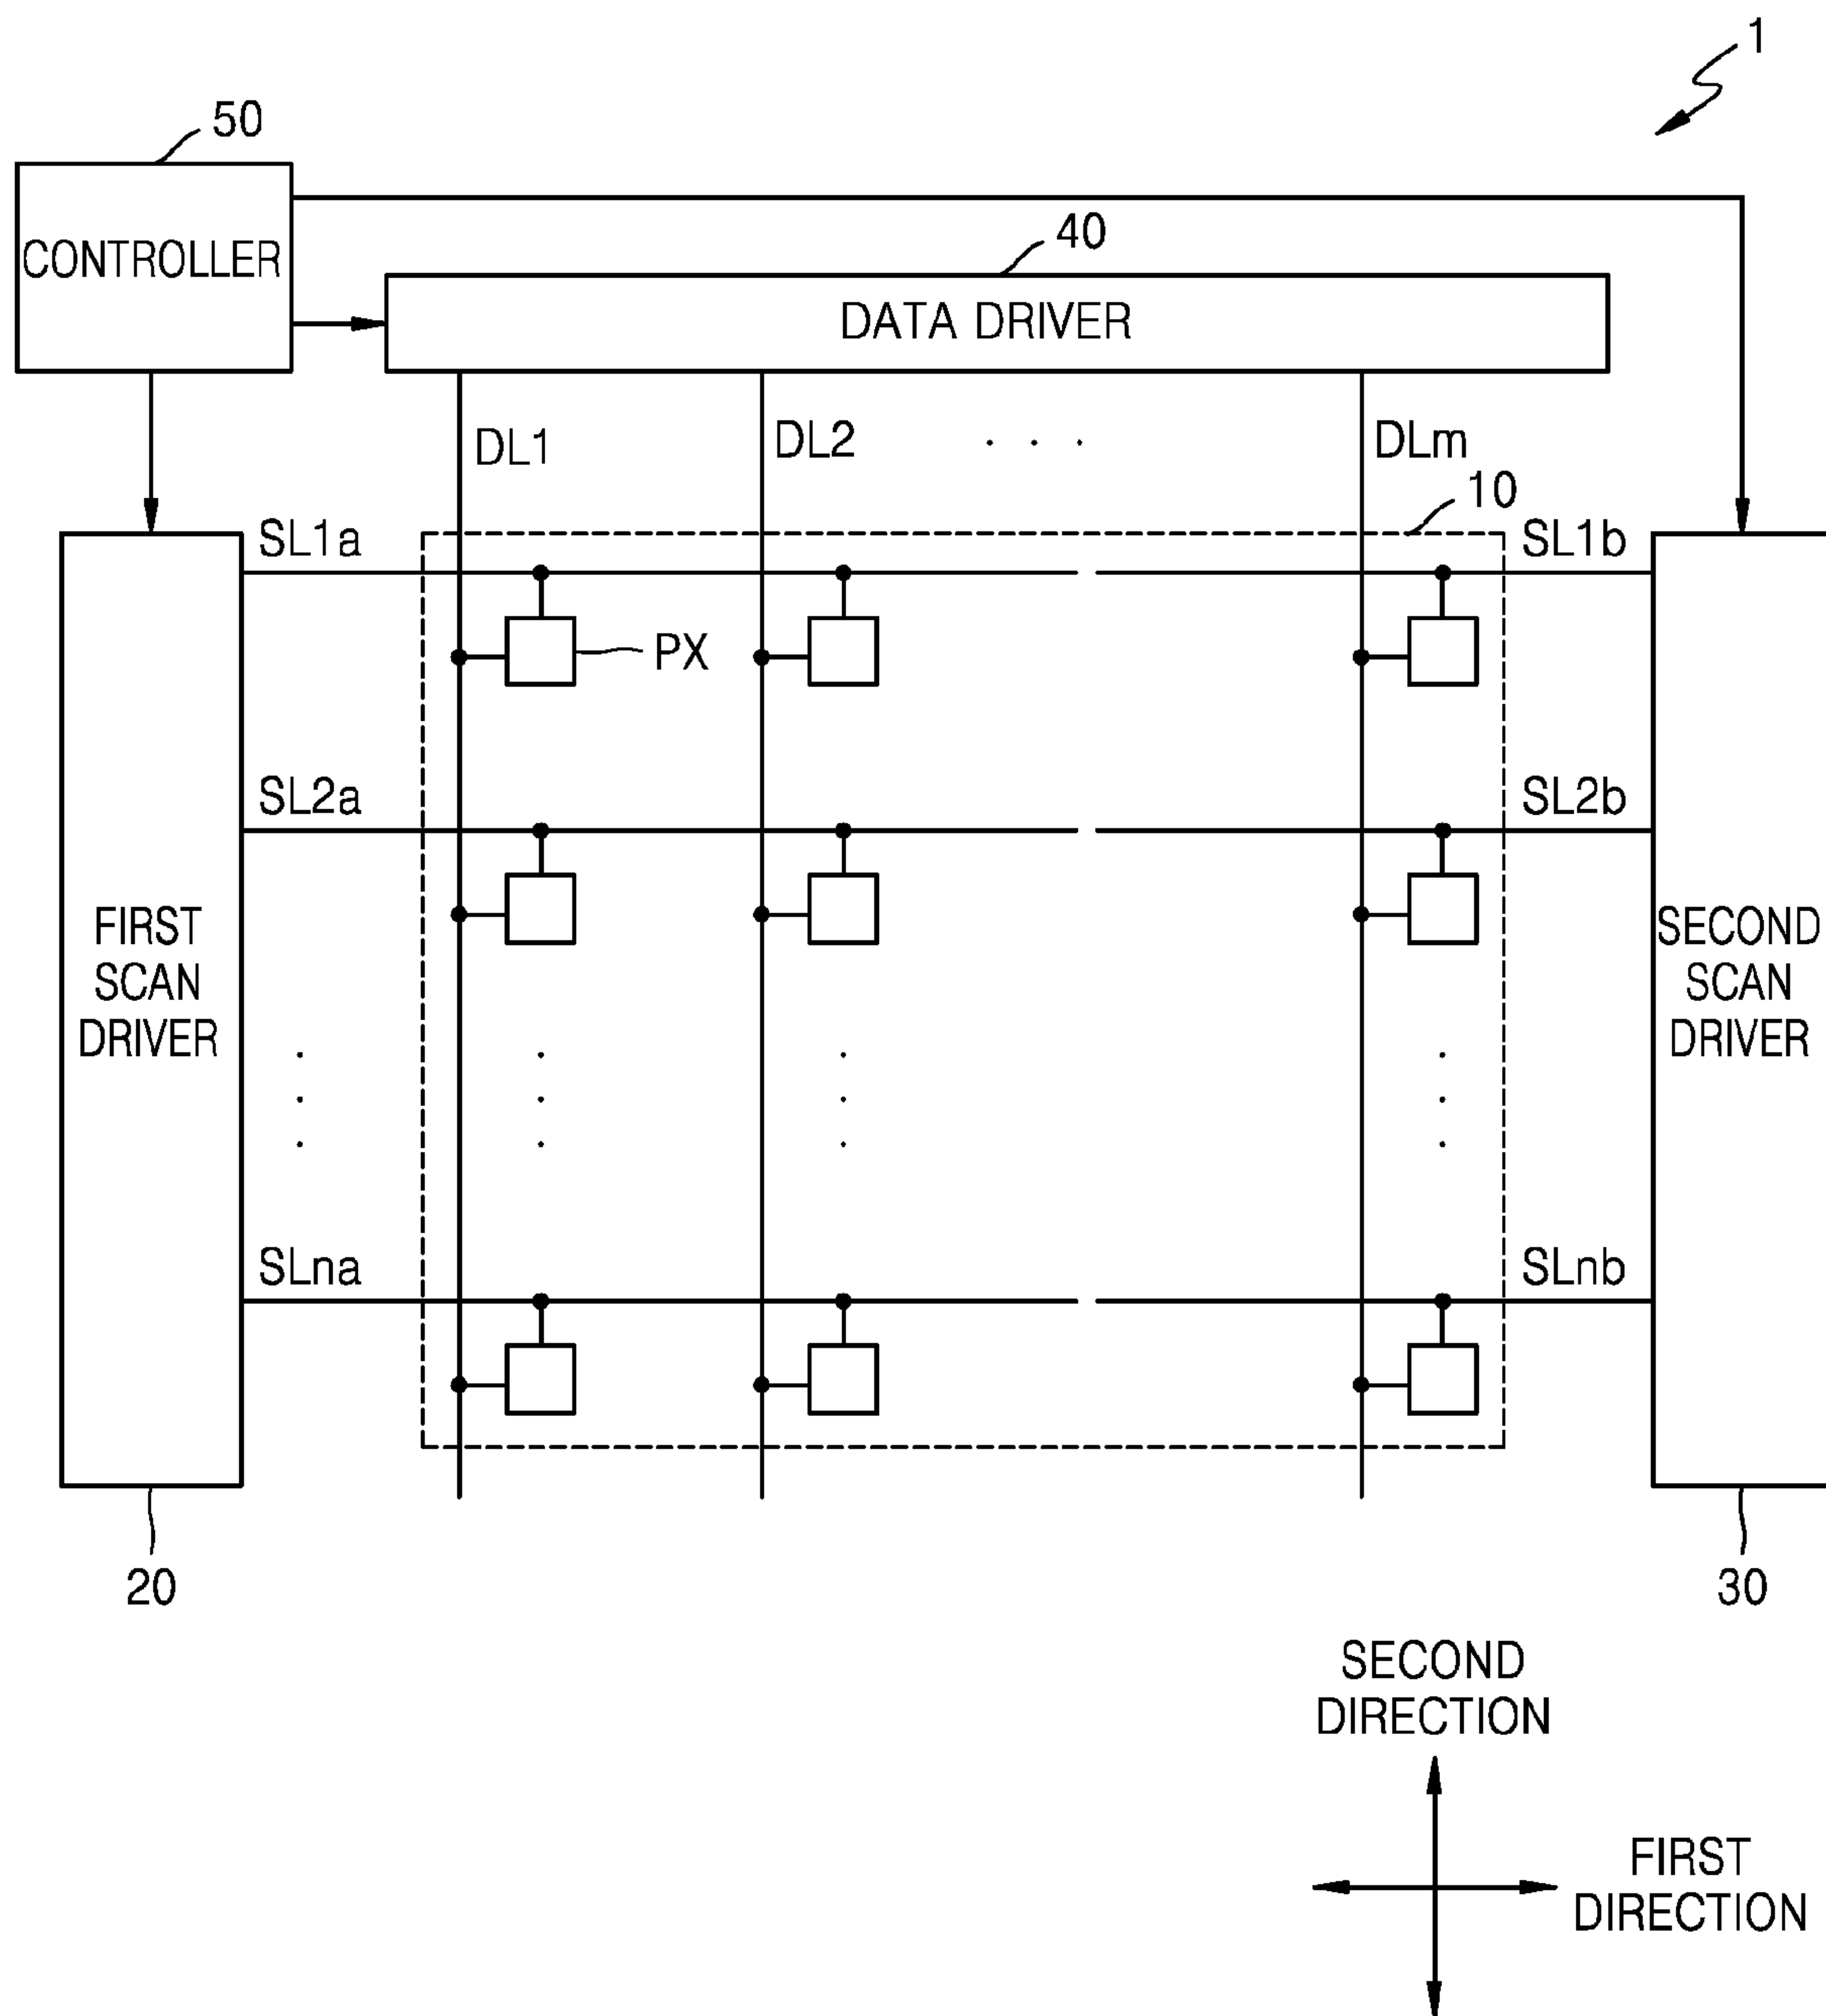 1
50
CONTROLLER
40
DATA DRIVER
DL1
DL2
. . .
DLm
10
SL1a
SL1b
PX
SL2a
SL2b
FIRST
SCAN
DRIVER
SECOND
SCAN
DRIVER
SLna
SLnb
20
30
SECOND
DIRECTION
FIRST
DIRECTION